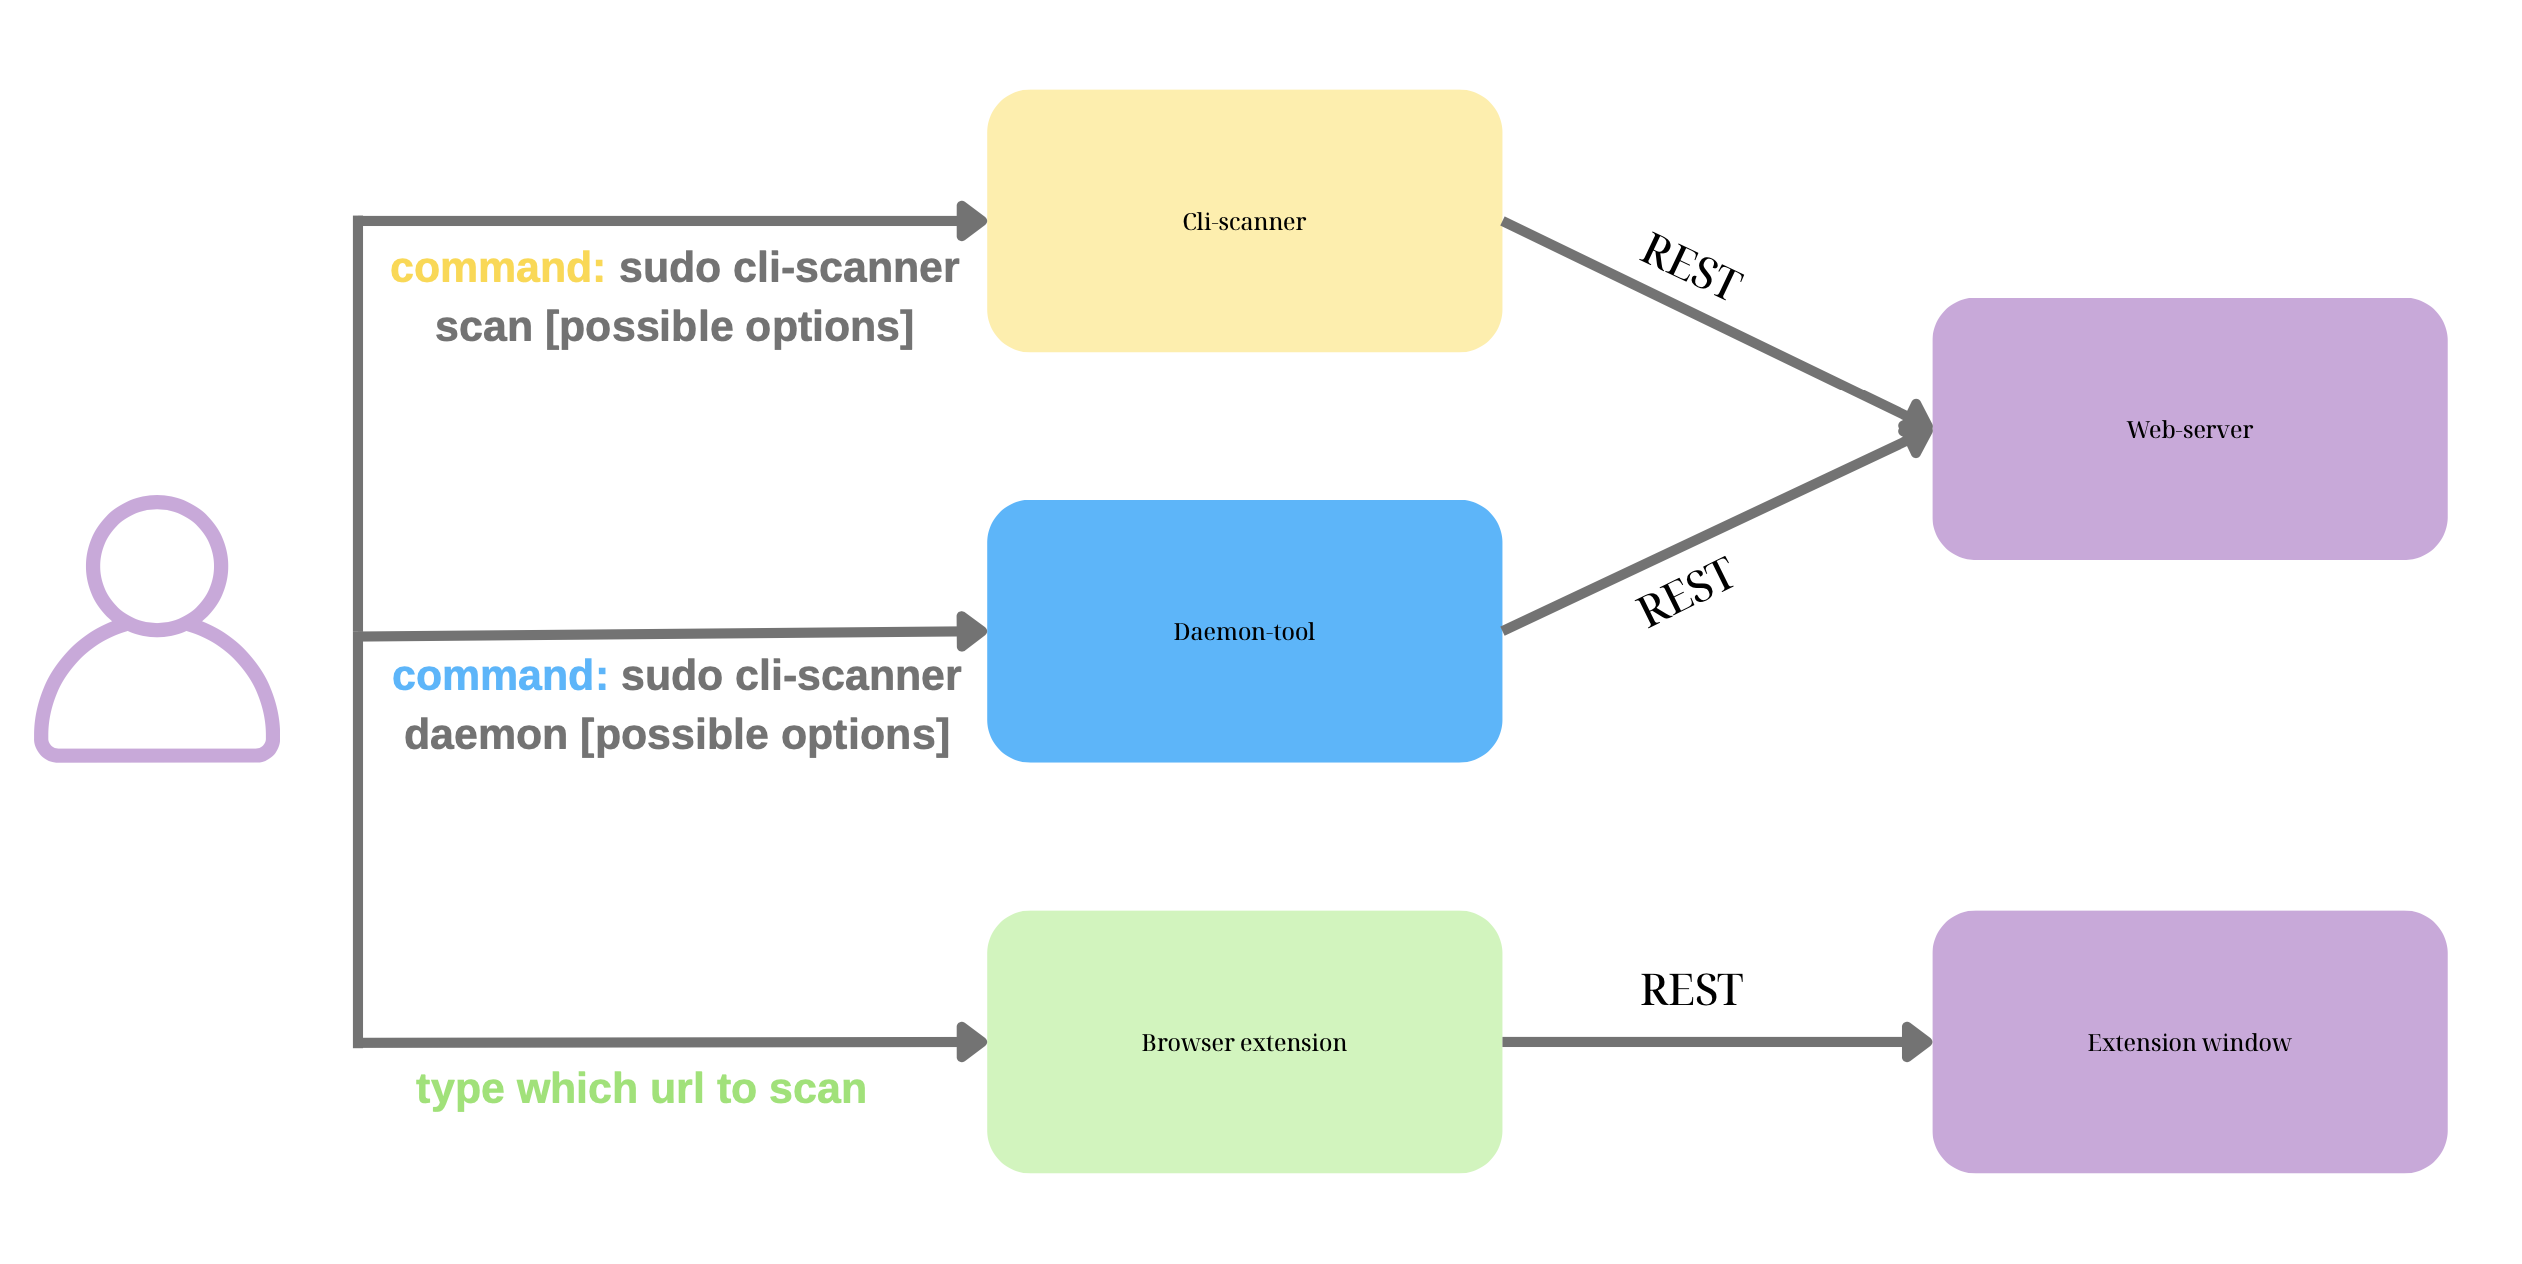 Cli-scanner
command: sudo cli-scanner
scan [possible options]
REST
Web-server
Daemon-tool
command: sudo cli-scanner
daemon [possible options]
REST
Browser extension
type which url to scan
REST
Extension window